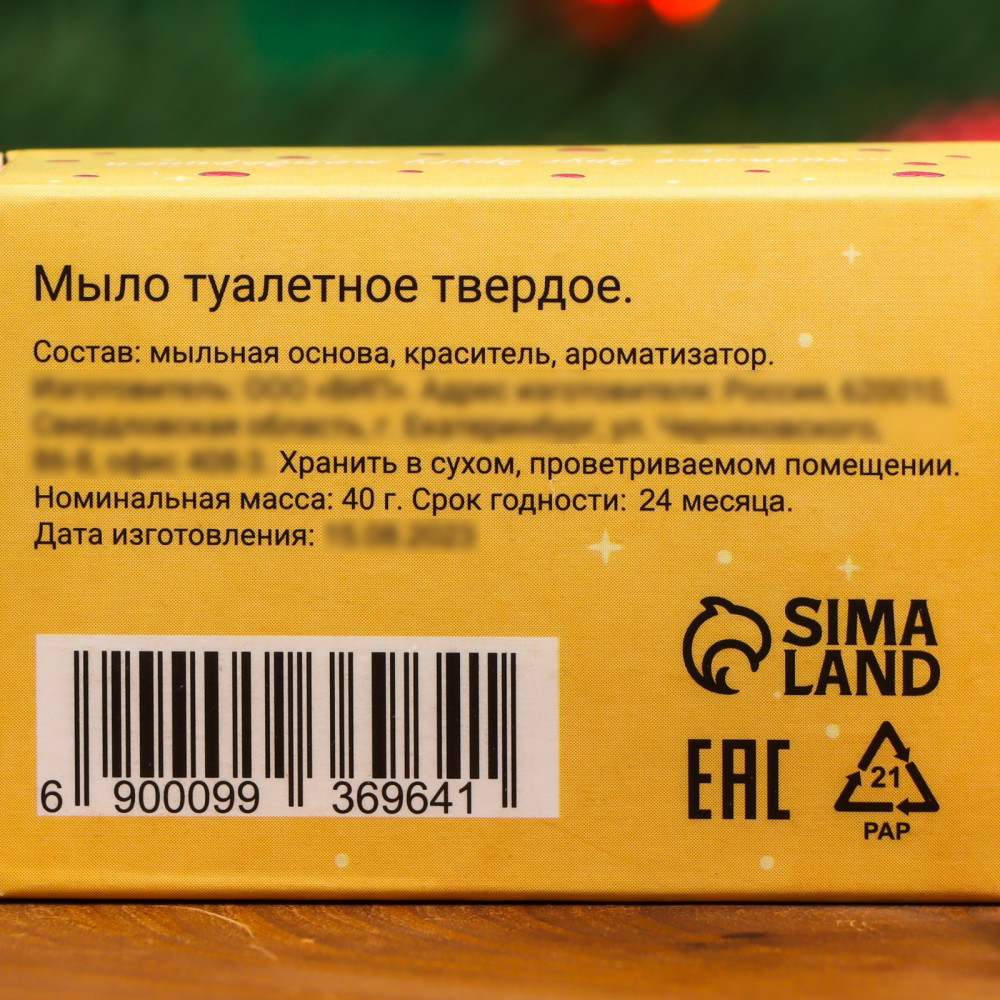 Мыло туалетное твердое.
Состав: мыльная основа, краситель, ароматизатор.
Хранить в сухом, проветриваемом помещении.
Номинальная масса: 40 г. Срок годности: 24 месяца.
Дата изготовления:
SIMA
LAND
EAC
21
PAP
6 900099 369641